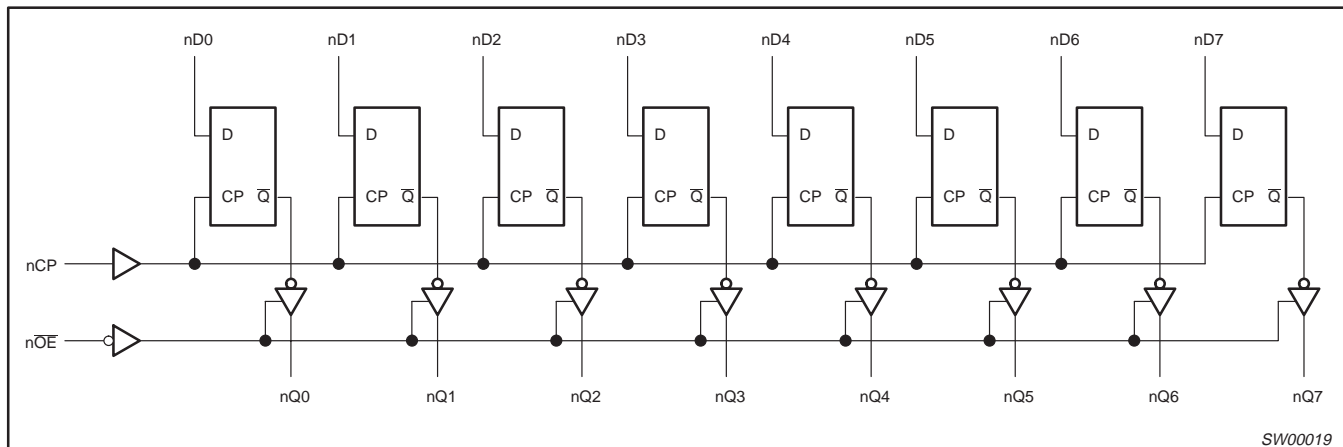 nD0 nD1 nD2 nD3 nD4 nD5 nD6 nD7
D D D D D D D D
CP Q̅ CP Q̅ CP Q̅ CP Q̅ CP Q̅ CP Q̅ CP Q̅ CP Q̅
nCP
nO̅E̅
nQ0 nQ1 nQ2 nQ3 nQ4 nQ5 nQ6 nQ7
SW00019